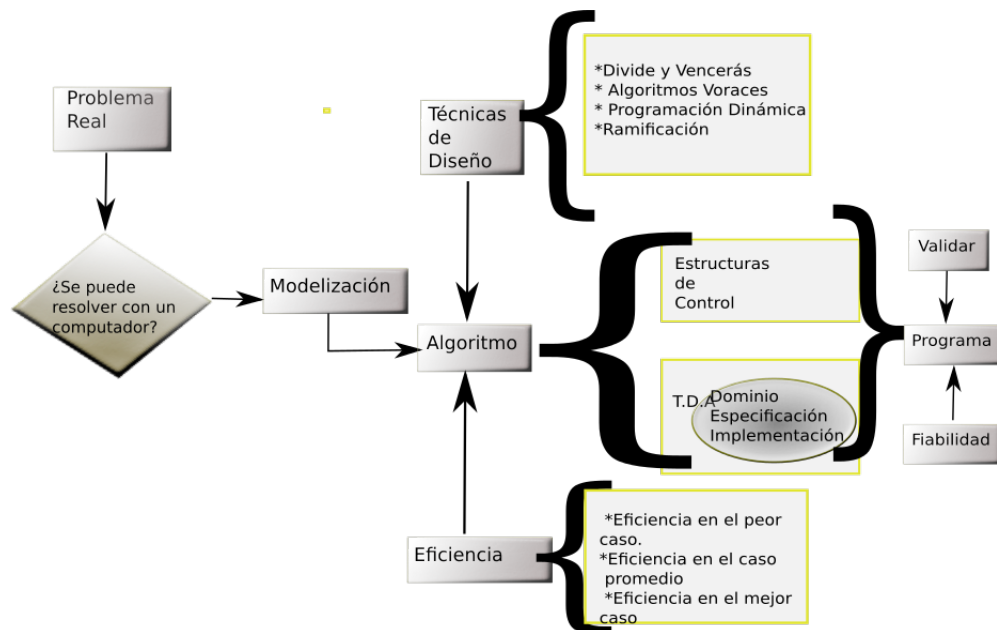 Problema
Real
¿Se puede
resolver con un
computador?
Modelización
Técnicas
de
Diseño
*Divide y Vencerás
* Algoritmos Voraces
* Programación Dinámica
*Ramificación
Algoritmo
Estructuras
de
Control
T.D.A
Dominio
Especificación
Implementación
Eficiencia
*Eficiencia en el peor
caso.
*Eficiencia en el caso
promedio
*Eficiencia en el mejor
caso
Validar
Programa
Fiabilidad